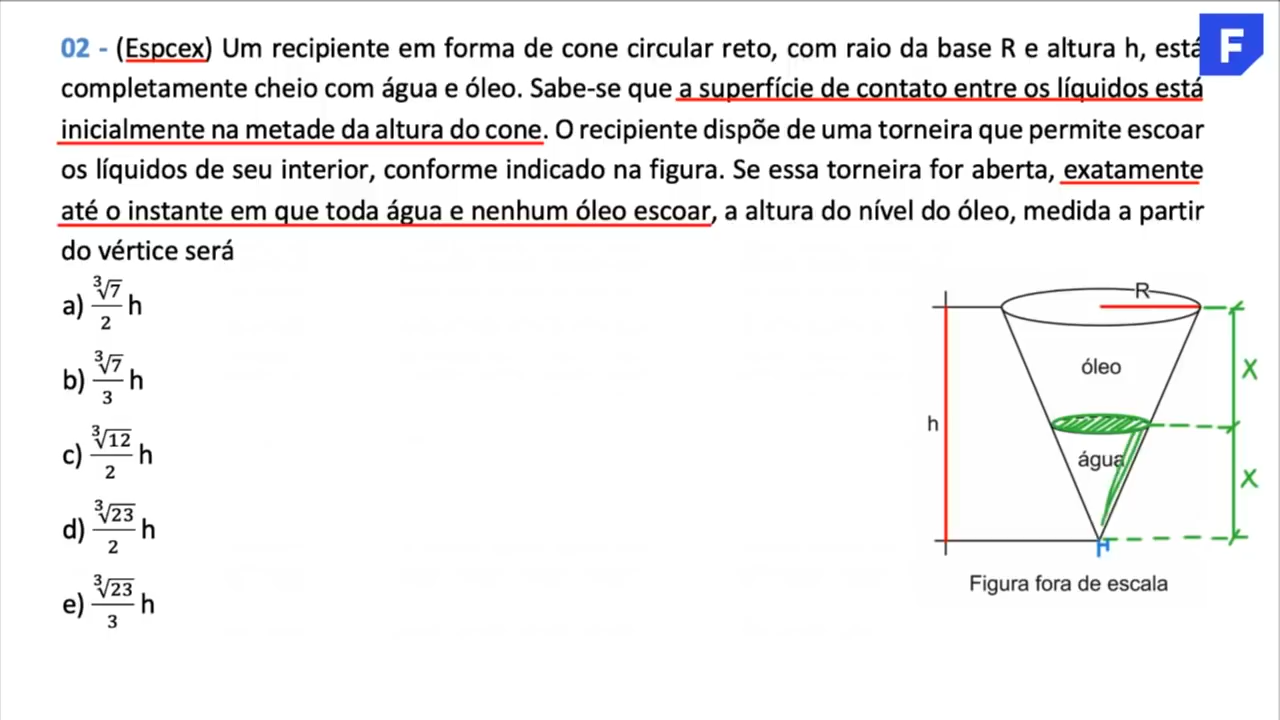 F
02 - (Espcex) Um recipiente em forma de cone circular reto, com raio da base R e altura h, está
completamente cheio com água e óleo. Sabe-se que a superfície de contato entre os líquidos está
inicialmente na metade da altura do cone. O recipiente dispõe de uma torneira que permite escoar
os líquidos de seu interior, conforme indicado na figura. Se essa torneira for aberta, exatamente
até o instante em que toda água e nenhum óleo escoar, a altura do nível do óleo, medida a partir
do vértice será
a) ∛7/2 h
b) ∛7/3 h
c) ∛12/2 h
d) ∛23/2 h
e) ∛23/3 h
R
óleo
X
h
água
X
Figura fora de escala